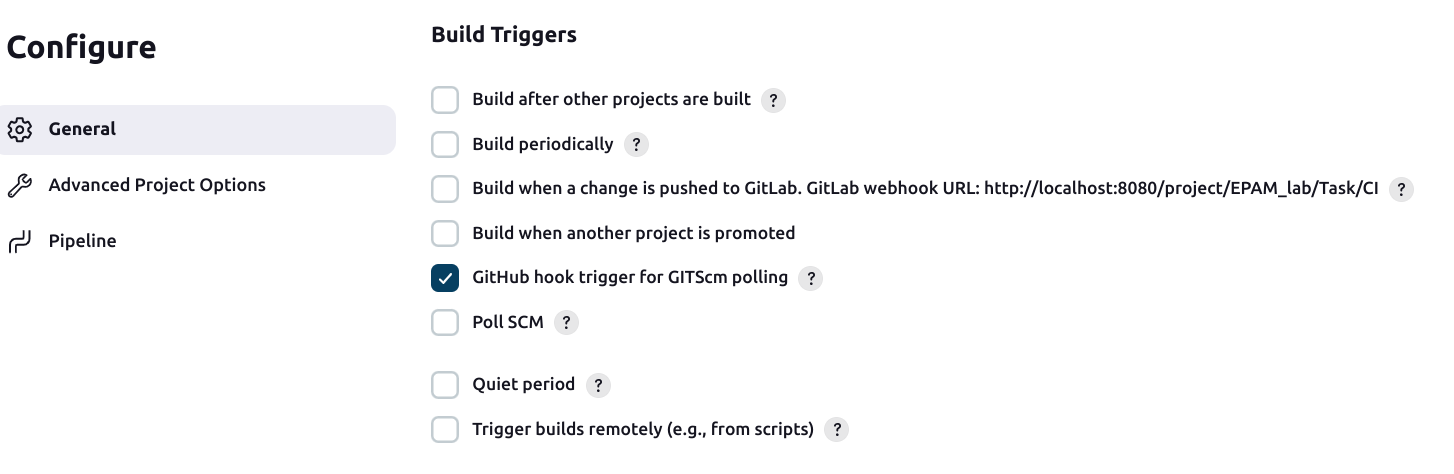 Configure
General
Advanced Project Options
Pipeline
Build Triggers
Build after other projects are built ?
Build periodically ?
Build when a change is pushed to GitLab. GitLab webhook URL: http://localhost:8080/project/EPAM_lab/Task/CI ?
Build when another project is promoted
GitHub hook trigger for GITScm polling ?
Poll SCM ?
Quiet period ?
Trigger builds remotely (e.g., from scripts) ?